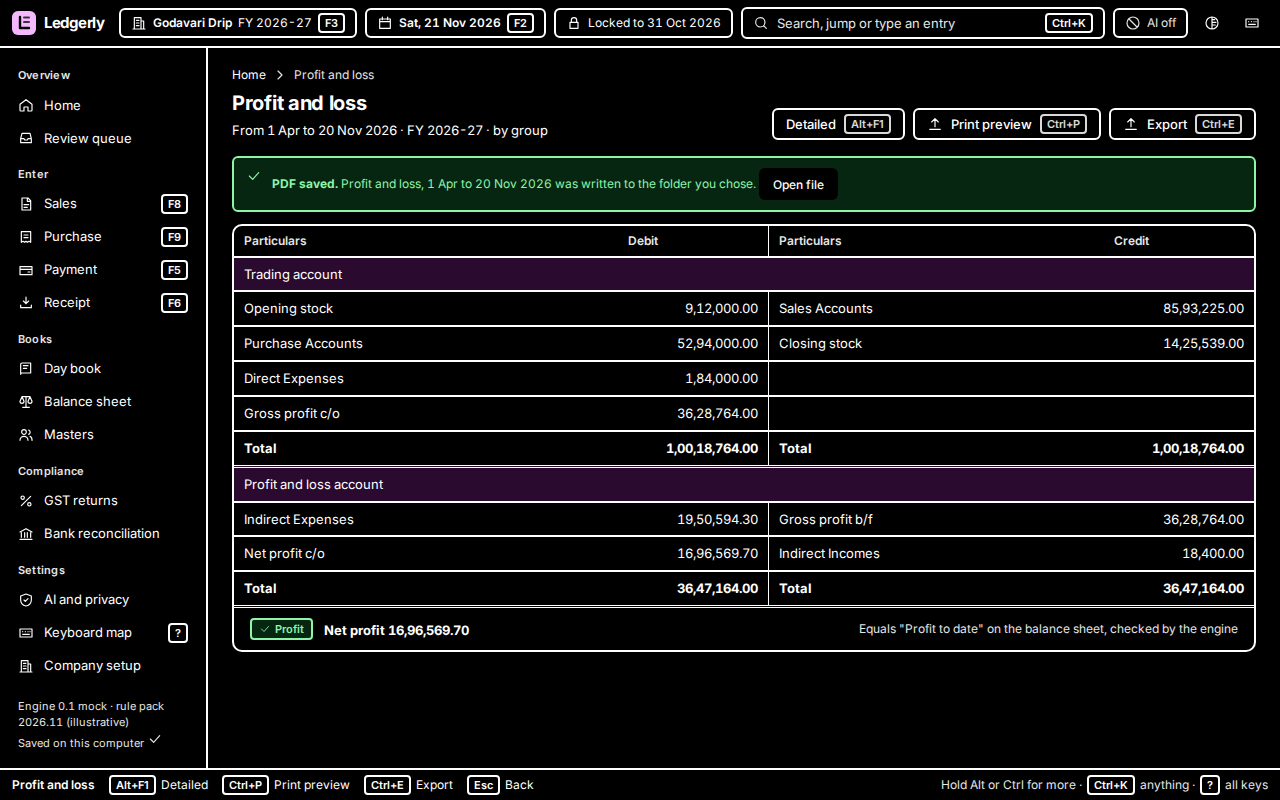 Ledgerly
Godavari Drip FY 2026-27 F3
Sat, 21 Nov 2026 F2
Locked to 31 Oct 2026
Search, jump or type an entry Ctrl+K
AI off
Overview
Home
Review queue
Enter
Sales F8
Purchase F9
Payment F5
Receipt F6
Books
Day book
Balance sheet
Masters
Compliance
GST returns
Bank reconciliation
Settings
AI and privacy
Keyboard map ?
Company setup
Engine 0.1 mock · rule pack
2026.11 (illustrative)
Saved on this computer
Home Profit and loss
Profit and loss
From 1 Apr to 20 Nov 2026 · FY 2026-27 · by group
Detailed Alt+F1
Print preview Ctrl+P
Export Ctrl+E
PDF saved. Profit and loss, 1 Apr to 20 Nov 2026 was written to the folder you chose. Open file
Particulars Debit Particulars Credit
Trading account
Opening stock 9,12,000.00 Sales Accounts 85,93,225.00
Purchase Accounts 52,94,000.00 Closing stock 14,25,539.00
Direct Expenses 1,84,000.00
Gross profit c/o 36,28,764.00
Total 1,00,18,764.00 Total 1,00,18,764.00
Profit and loss account
Indirect Expenses 19,50,594.30 Gross profit b/f 36,28,764.00
Net profit c/o 16,96,569.70 Indirect Incomes 18,400.00
Total 36,47,164.00 Total 36,47,164.00
Profit Net profit 16,96,569.70 Equals "Profit to date" on the balance sheet, checked by the engine
Profit and loss Alt+F1 Detailed Ctrl+P Print preview Ctrl+E Export Esc Back Hold Alt or Ctrl for more · Ctrl+K anything · ? all keys